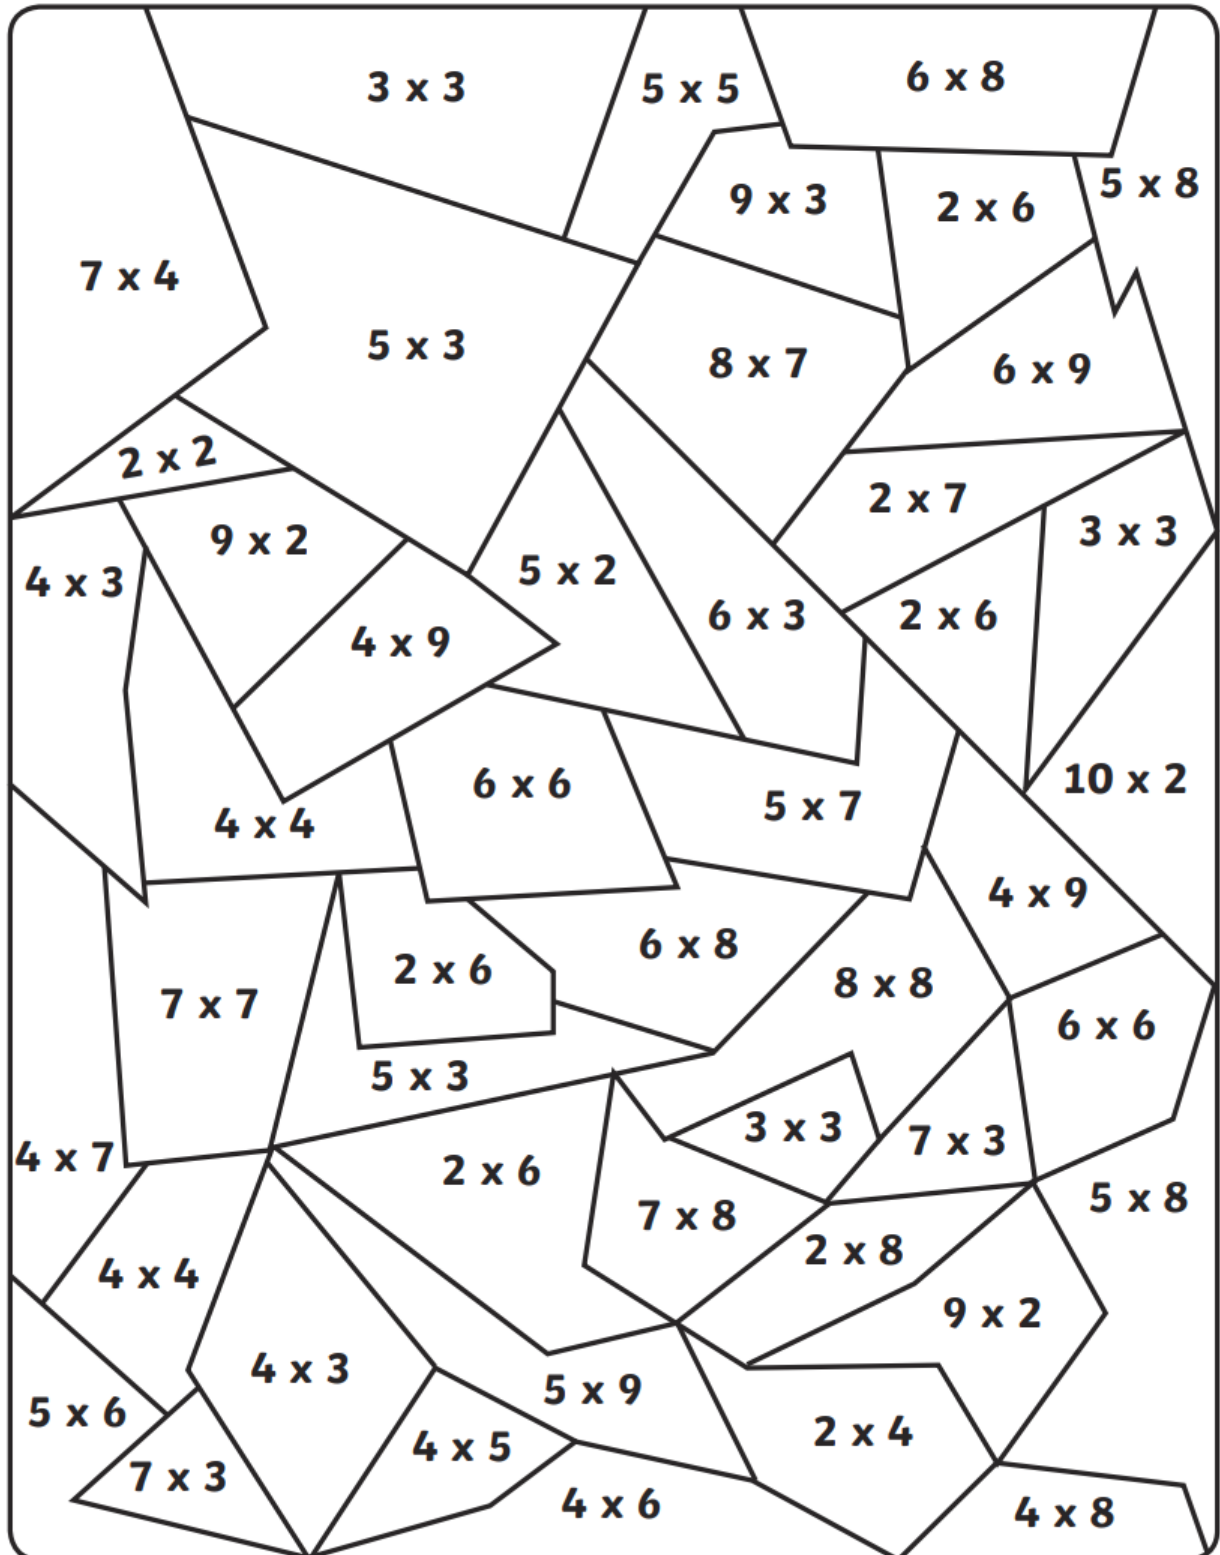 3 x 3
5 x 5
6 x 8
9 x 3
2 x 6
5 x 8
7 x 4
5 x 3
8 x 7
6 x 9
2 x 2
2 x 7
9 x 2
3 x 3
4 x 3
5 x 2
6 x 3
2 x 6
4 x 9
6 x 6
10 x 2
5 x 7
4 x 4
4 x 9
6 x 8
2 x 6
8 x 8
7 x 7
6 x 6
5 x 3
3 x 3
7 x 3
4 x 7
2 x 6
5 x 8
7 x 8
2 x 8
4 x 4
9 x 2
4 x 3
5 x 9
5 x 6
2 x 4
4 x 5
7 x 3
4 x 6
4 x 8